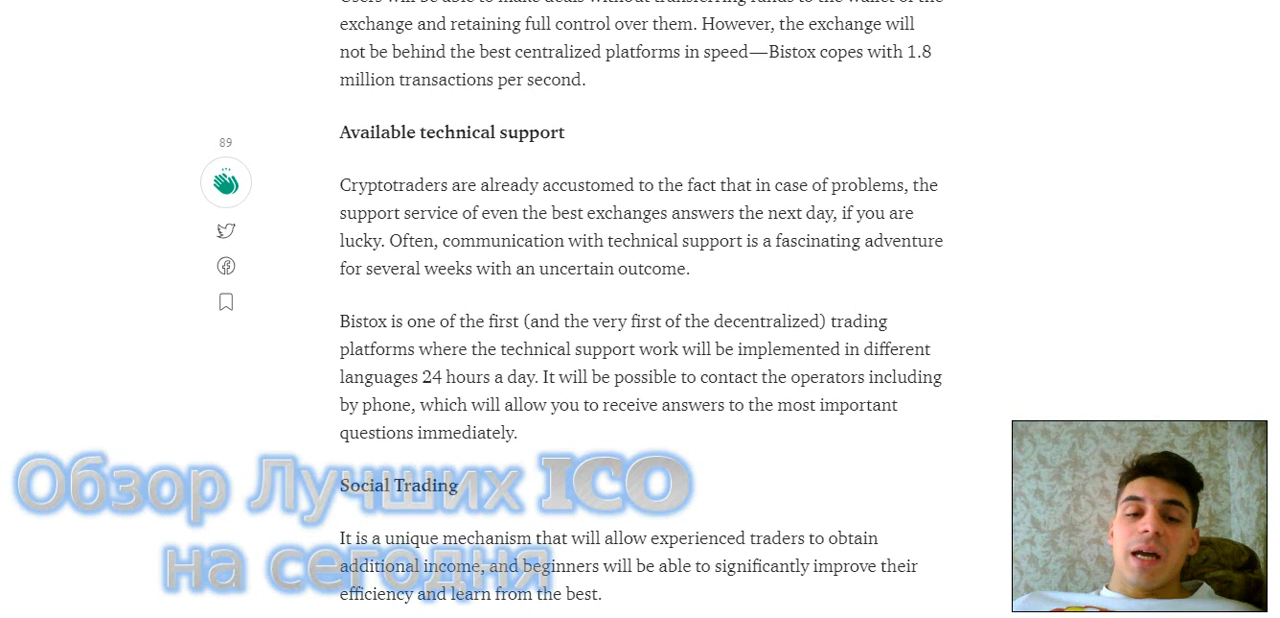 exchange and retaining full control over them. However, the exchange will
not be behind the best centralized platforms in speed—Bistox copes with 1.8
million transactions per second.
89
Available technical support
Cryptotraders are already accustomed to the fact that in case of problems, the
support service of even the best exchanges answers the next day, if you are
lucky. Often, communication with technical support is a fascinating adventure
for several weeks with an uncertain outcome.
Bistox is one of the first (and the very first of the decentralized) trading
platforms where the technical support work will be implemented in different
languages 24 hours a day. It will be possible to contact the operators including
by phone, which will allow you to receive answers to the most important
questions immediately.
Обзор Лучших ICO
Social Trading
на сегодня
It is a unique mechanism that will allow experienced traders to obtain
additional income, and beginners will be able to significantly improve their
efficiency and learn from the best.